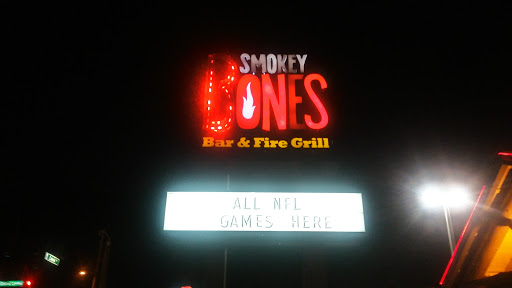 SMOKEY
BONES
Bar & Fire Grill
ALL NFL
GAMES HERE